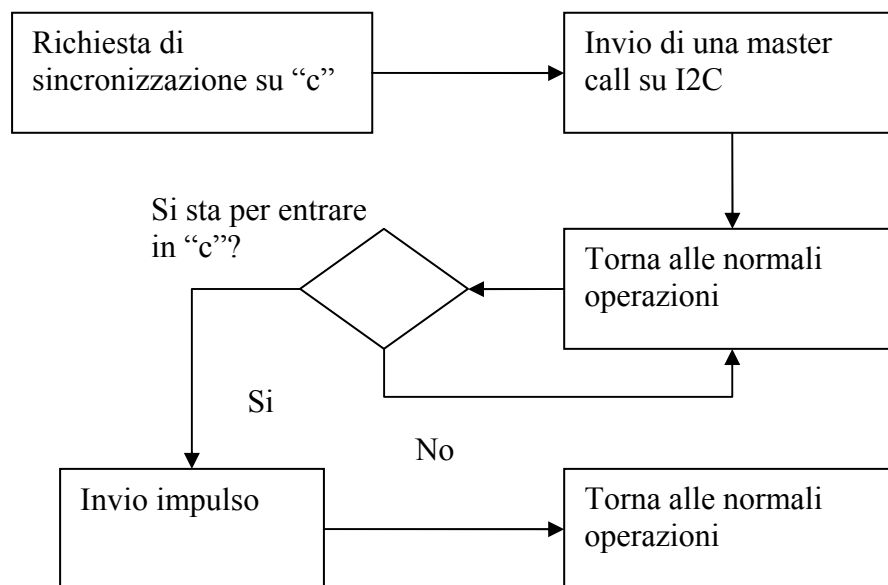 Richiesta di
sincronizzazione su “c”
Invio di una master
call su I2C
Si sta per entrare
in “c”?
Torna alle normali
operazioni
Si
No
Invio impulso
Torna alle normali
operazioni